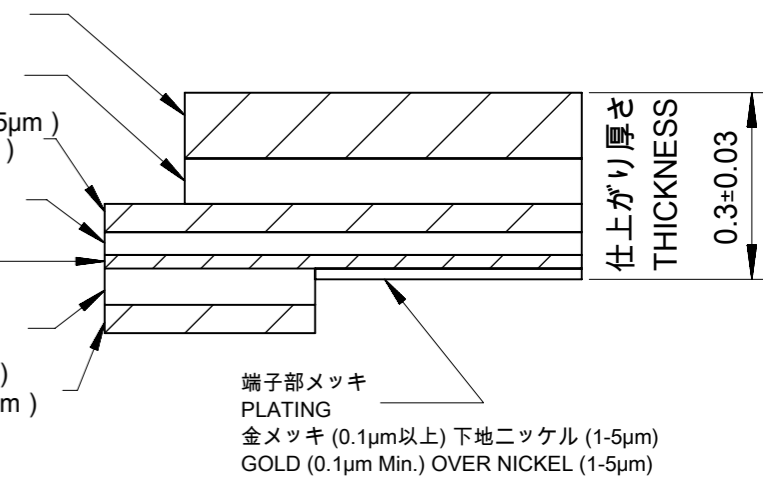 5μm )
)
)
m )
仕上がり厚さ
THICKNESS
0.3±0.03
端子部メッキ
PLATING
金メッキ (0.1μm以上) 下地ニッケル (1-5μm)
GOLD (0.1μm Min.) OVER NICKEL (1-5μm)